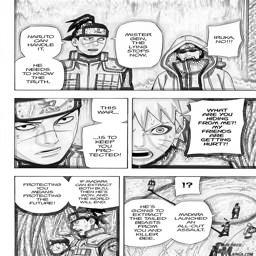 IRUKA,
NO!!!
MISTER
GEN,
THE
LYING
STOPS
NOW.
NARUTO
CAN
HANDLE
IT.
HE
NEEDS
TO KNOW
THE
TRUTH.
WHAT
ARE YOU
HIDING
FROM ME?!
MY
FRIENDS
ARE
GETTING
HURT?!
THIS
WAR...
...IS TO
KEEP YOU
PRO-
TECTED!
!?
MADARA
LAUNCHED
AN
ALL-OUT
ASSAULT.
HE'S
GOING TO
EXTRACT
THE TAILED
BEASTS
FROM YOU
AND
KILLER
BEE.
IF MADARA
CAN EXTRACT
BOTH BIJU,
THEN HE'S
WON, AND
THE WORLD
WILL END.
PROTECTING
YOU
MEANS
PROTECTING
THE
FUTURE!